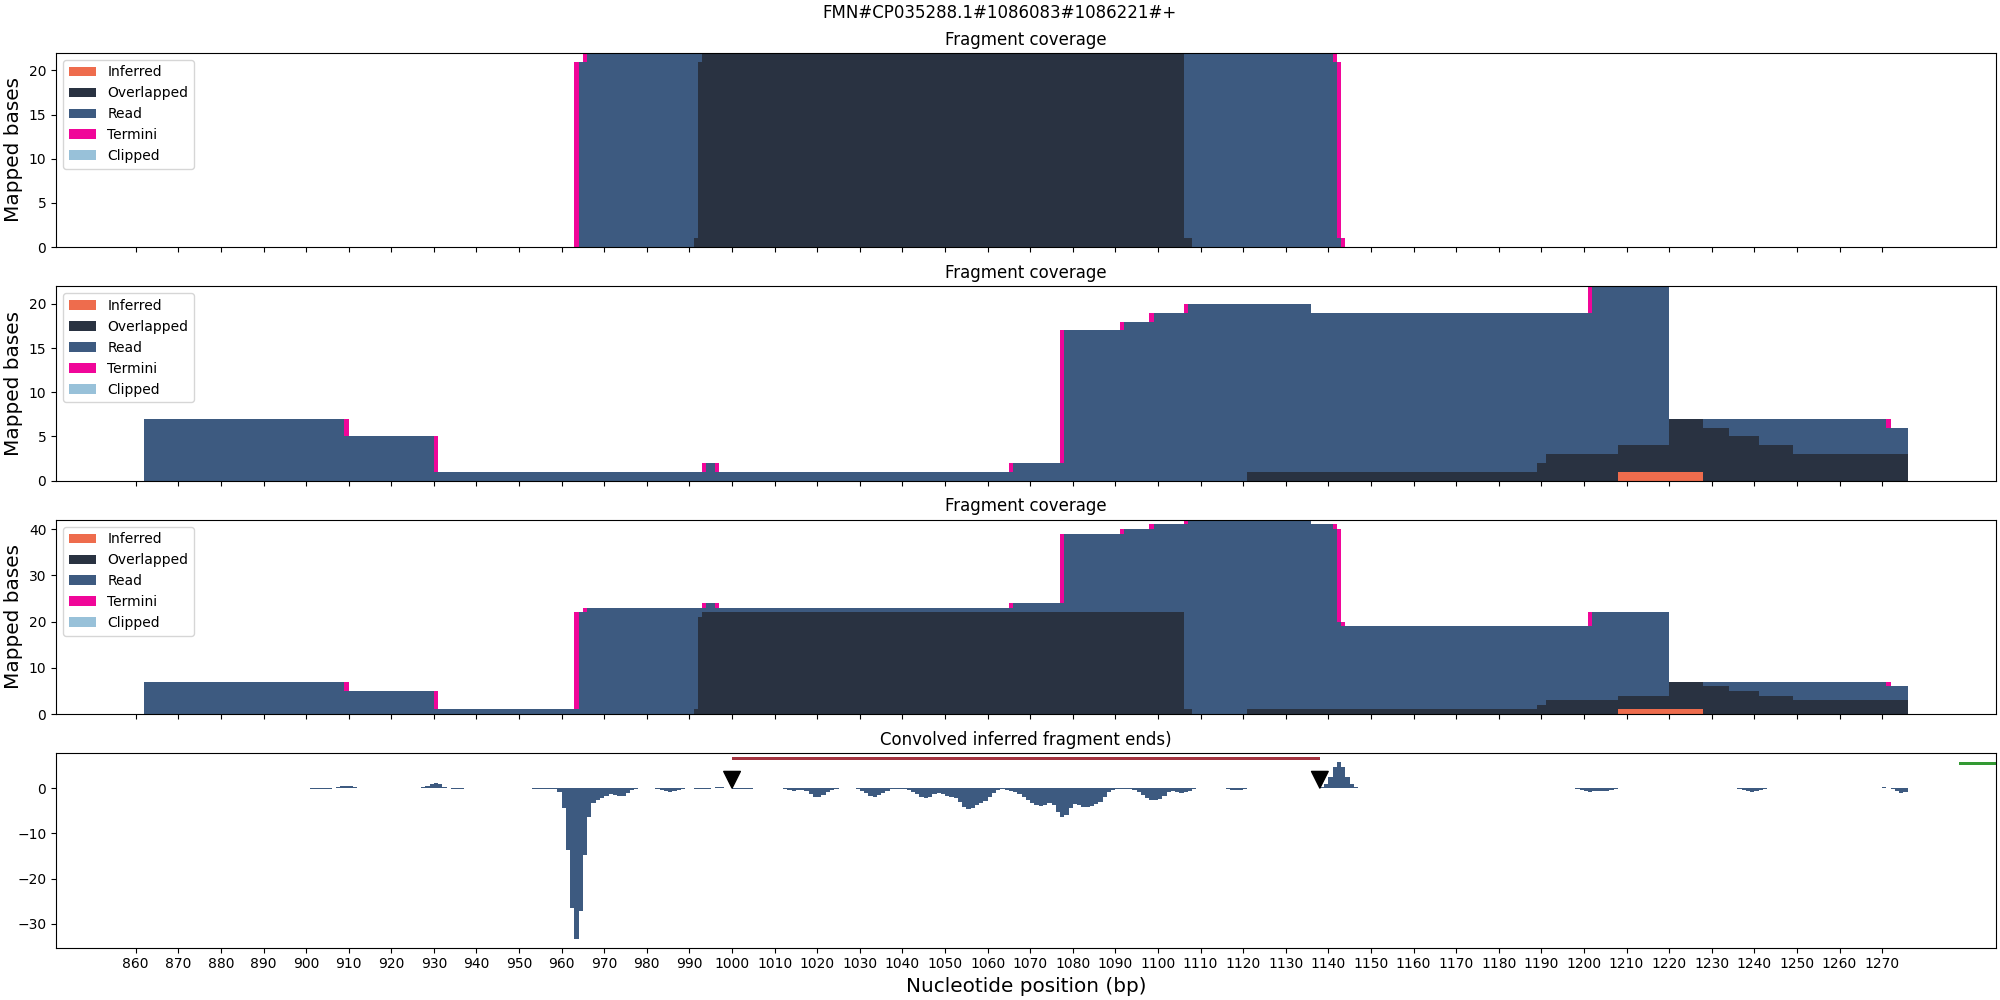 FMN#CP035288.1#1086083#1086221#+
Fragment coverage
Mapped bases
20
15
10
5
0
Inferred
Overlapped
Read
Termini
Clipped
Fragment coverage
Mapped bases
20
15
10
5
0
Inferred
Overlapped
Read
Termini
Clipped
Fragment coverage
Mapped bases
40
30
20
10
0
Inferred
Overlapped
Read
Termini
Clipped
Convolved inferred fragment ends)
0
−10
−20
−30
860 870 880 890 900 910 920 930 940 950 960 970 980 990 1000 1010 1020 1030 1040 1050 1060 1070 1080 1090 1100 1110 1120 1130 1140 1150 1160 1170 1180 1190 1200 1210 1220 1230 1240 1250 1260 1270
Nucleotide position (bp)